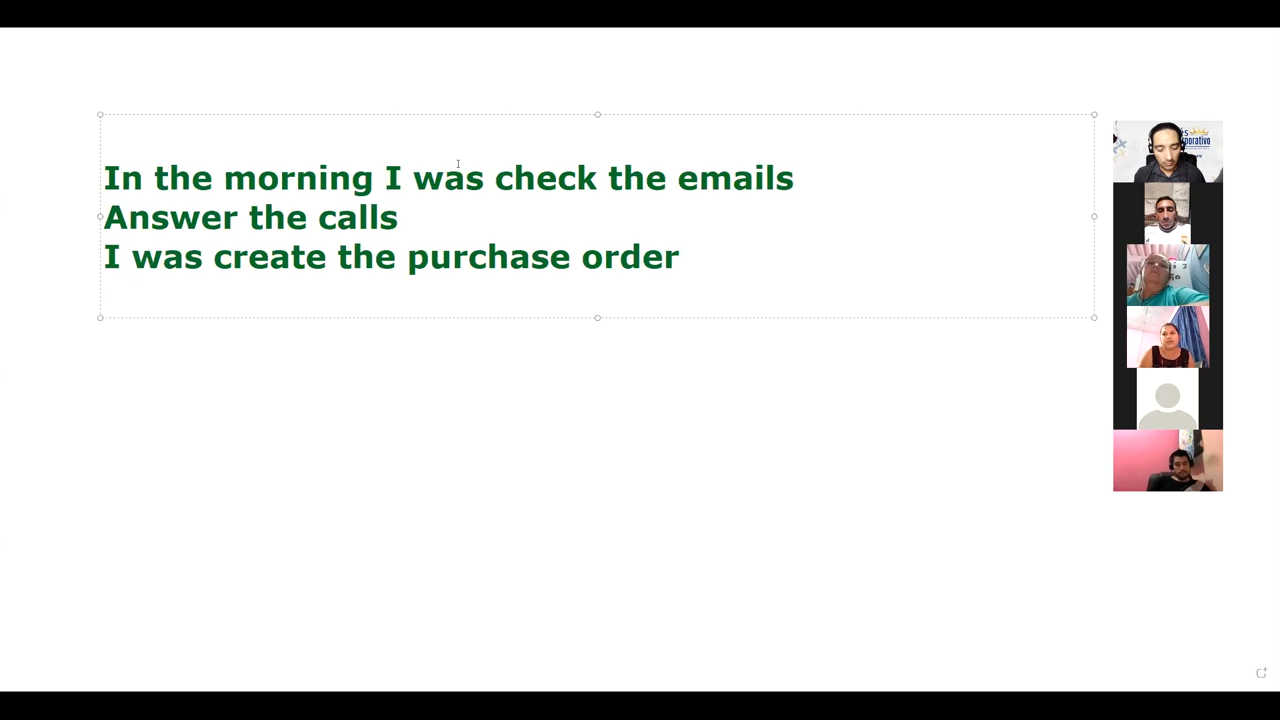 In the morning I was check the emails
Answer the calls
I was create the purchase order